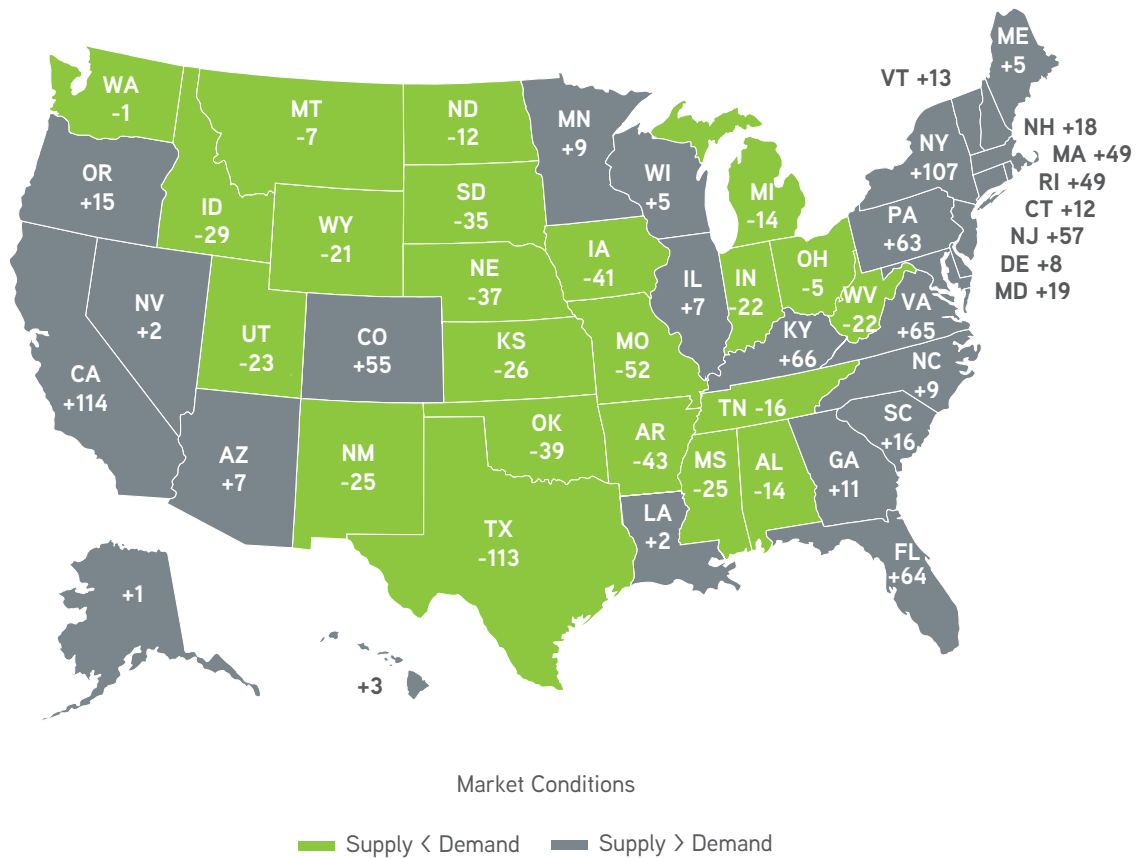 ME
+5
VT +13
WA
-1
MT
-7
ND
-12
MN
+9
NH +18
MA +49
RI +49
CT +12
NJ +57
DE +8
MD +19
NY
+107
OR
+15
ID
-29
WY
-21
SD
-35
WI
+5
MI
-14
PA
+63
NE
-37
IA
-41
IL
+7
IN
-22
OH
-5
WV
-22
VA
+65
NV
+2
UT
-23
CO
+55
KS
-26
MO
-52
KY
+66
NC
+9
CA
+114
TN -16
SC
+16
AZ
+7
NM
-25
OK
-39
AR
-43
MS
-25
AL
-14
GA
+11
TX
-113
LA
+2
FL
+64
+1
+3
Market Conditions
Supply < Demand
Supply > Demand